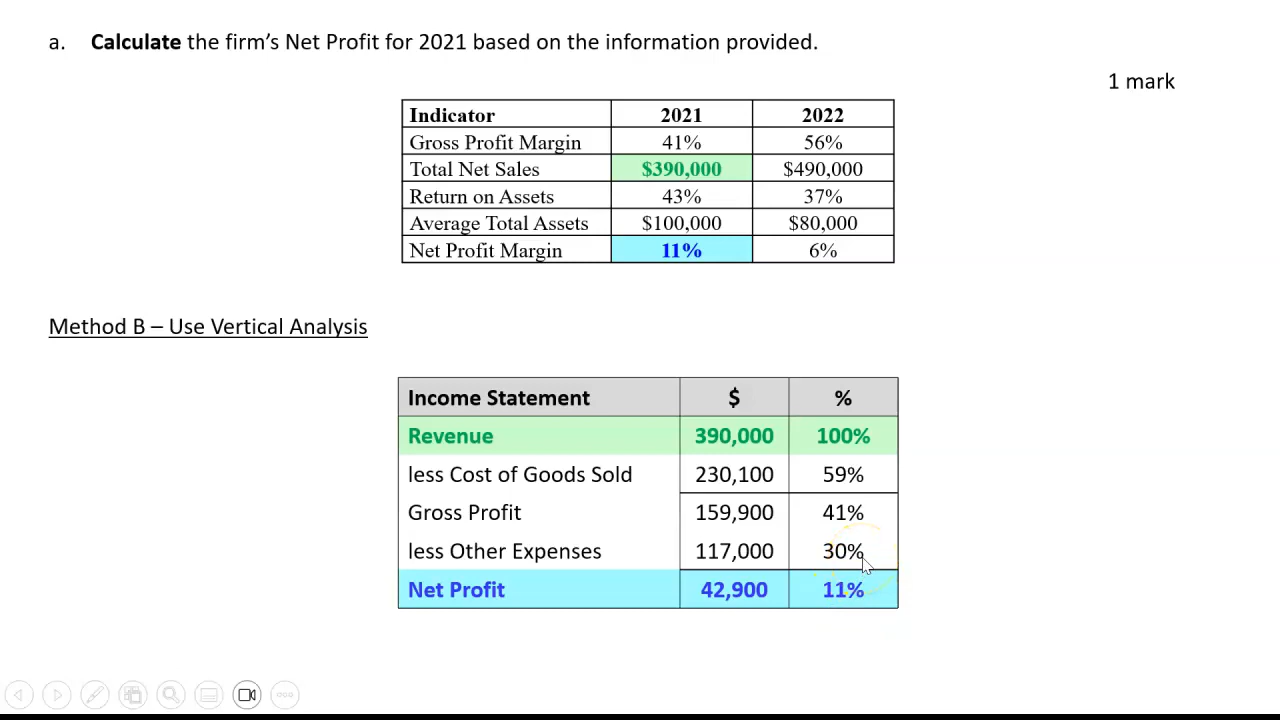 a. Calculate the firm's Net Profit for 2021 based on the information provided.
1 mark
Indicator 2021 2022
Gross Profit Margin 41% 56%
Total Net Sales $390,000 $490,000
Return on Assets 43% 37%
Average Total Assets $100,000 $80,000
Net Profit Margin 11% 6%
Method B – Use Vertical Analysis
Income Statement $ %
Revenue 390,000 100%
less Cost of Goods Sold 230,100 59%
Gross Profit 159,900 41%
less Other Expenses 117,000 30%
Net Profit 42,900 11%